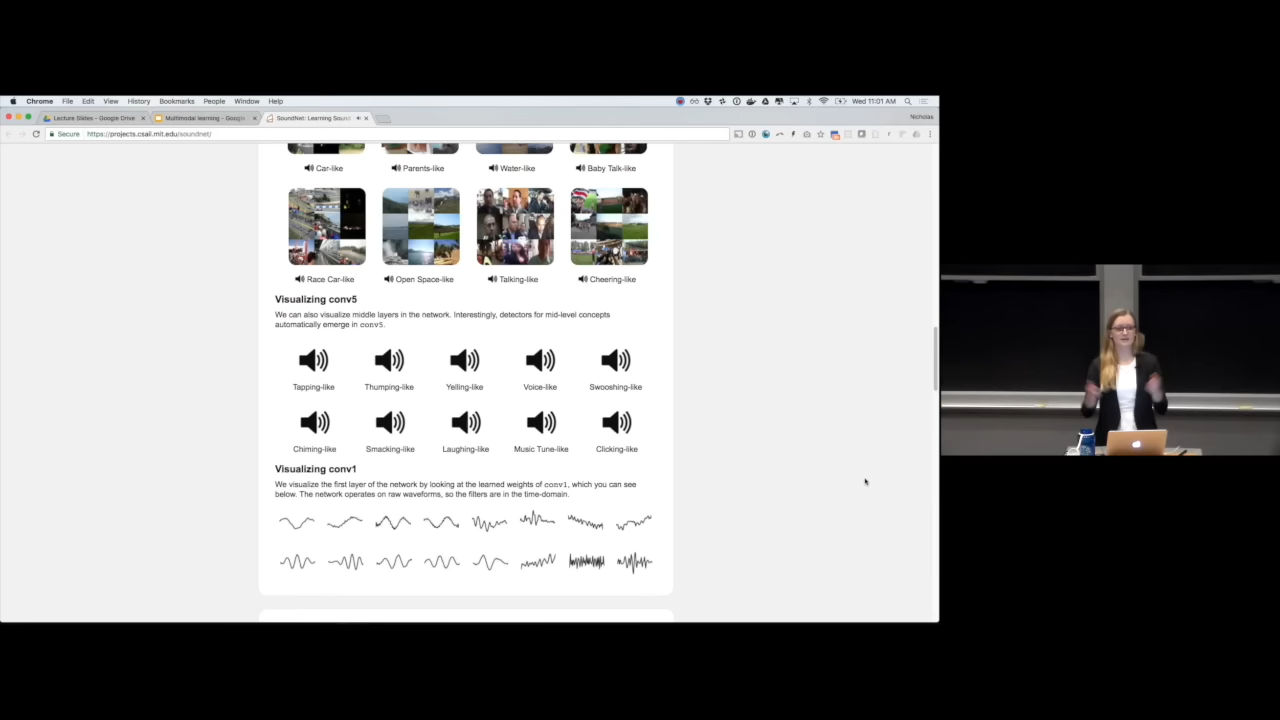 Chrome File Edit View History Bookmarks People Window Help Wed 11:01 AM
Lecture Slides - Google Drive Multimodal learning - Google SoundNet: Learning Soun Nicholas
Secure https://projects.csail.mit.edu/soundnet/
Car-like Parents-like Water-like Baby Talk-like
Race Car-like Open Space-like Talking-like Cheering-like
Visualizing conv5
We can also visualize middle layers in the network. Interestingly, detectors for mid-level concepts
automatically emerge in conv5.
Tapping-like Thumping-like Yelling-like Voice-like Swooshing-like
Chiming-like Smacking-like Laughing-like Music Tune-like Clicking-like
Visualizing conv1
We visualize the first layer of the network by looking at the learned weights of conv1, which you can see
below. The network operates on raw waveforms, so the filters are in the time-domain.